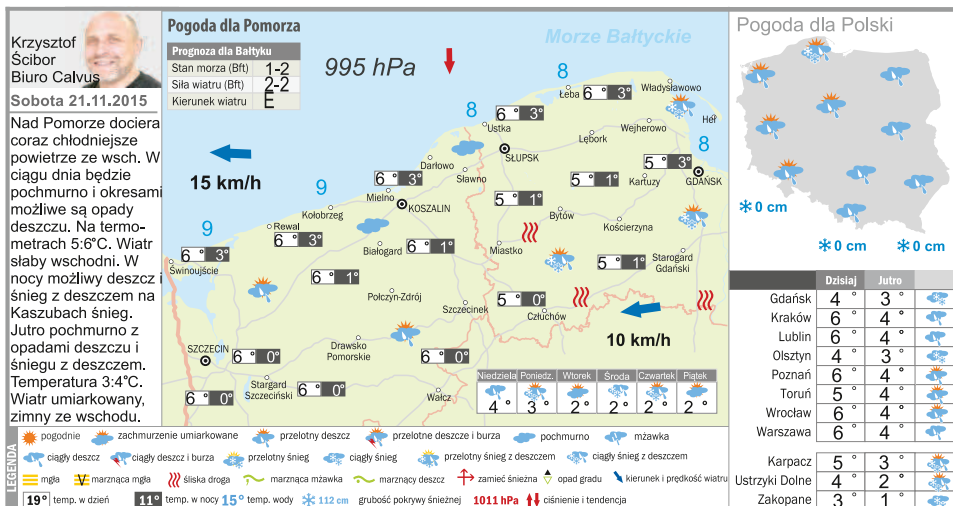 Krzysztof
Ścibor
Biuro Calvus
Sobota 21.11.2015
Nad Pomorze dociera
coraz chłodniejsze
powietrze ze wsch. W
ciągu dnia będzie
pochmurno i okresami
możliwe są opady
deszczu. Na termo-
metrach 5:6°C. Wiatr
słaby wschodni. W
nocy możliwy deszcz i
śnieg z deszczem na
Kaszubach śnieg.
Jutro pochmurno z
opadami deszczu i
śniegu z deszczem.
Temperatura 3:4°C.
Wiatr umiarkowany,
zimny ze wschodu.
Pogoda dla Pomorza
Prognoza dla Bałtyku
Stan morza (Bft) 1-2
Siła wiatru (Bft) 2-2
Kierunek wiatru E
995 hPa
Morze Bałtyckie
8
Łeba 6° 3°
Władysławowo
Hel
8
6° 3°
Ustka
Wejherowo
Lębork
8
SŁUPSK
15 km/h
Darłowo
Sławno
5° 3°
GDAŃSK
Kartuzy
5° 1°
9
6° 3°
Mielno
KOSZALIN
5° 1°
Bytów
Kościerzyna
Kołobrzeg
9
Rewal
6° 3°
Białogard
6° 1°
Miastko
6° 3°
Świnoujście
Starogard
Gdański
5° 1°
6° 1°
Połczyn-Zdrój
Szczecinek
5° 0°
Człuchów
10 km/h
SZCZECIN
6° 0°
Drawsko
Pomorskie
6° 0°
Stargard
Szczeciński
6° 0°
6° 0°
Wałcz
Niedziela Poniedz. Wtorek Środa Czwartek Piątek
4° 3° 2° 2° 2° 2°
Pogoda dla Polski
0 cm
0 cm 0 cm
Dzisiaj Jutro
Gdańsk 4° 3°
Kraków 6° 4°
Lublin 6° 4°
Olsztyn 4° 3°
Poznań 6° 4°
Toruń 5° 4°
Wrocław 6° 4°
Warszawa 6° 4°
Karpacz 5° 3°
Ustrzyki Dolne 4° 2°
Zakopane 3° 1°
LEGENDA
pogodnie zachmurzenie umiarkowane przelotny deszcz przelotne deszcze i burza pochmurno mżawka
ciągły deszcz ciągły deszcz i burza przelotny śnieg ciągły śnieg przelotny śnieg z deszczem ciągły śnieg z deszczem
mgła marznąca mgła śliska droga marznąca mżawka marznący deszcz zamieć śnieżna opad gradu kierunek i prędkość wiatru
19° temp. w dzień 11° temp. w nocy 15° temp. wody 112 cm grubość pokrywy śnieżnej 1011 hPa ciśnienie i tendencja